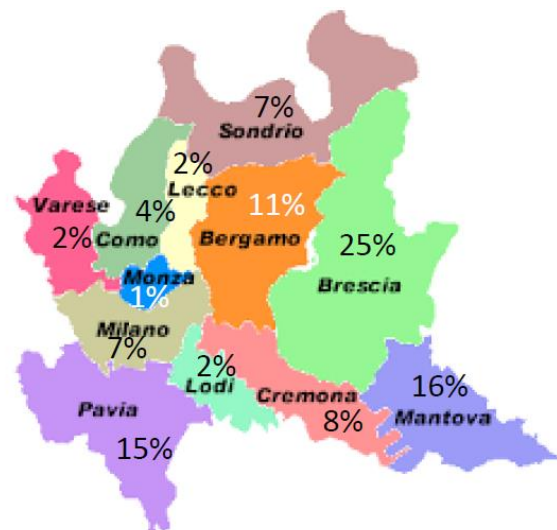 7%
Sondrio
2%
Lecco
Varese
2%
4%
Como
11%
Bergamo
25%
Brescia
Monza
1%
Milano
7%
2%
Lodi
Cremona
8%
16%
Mantova
Pavia
15%